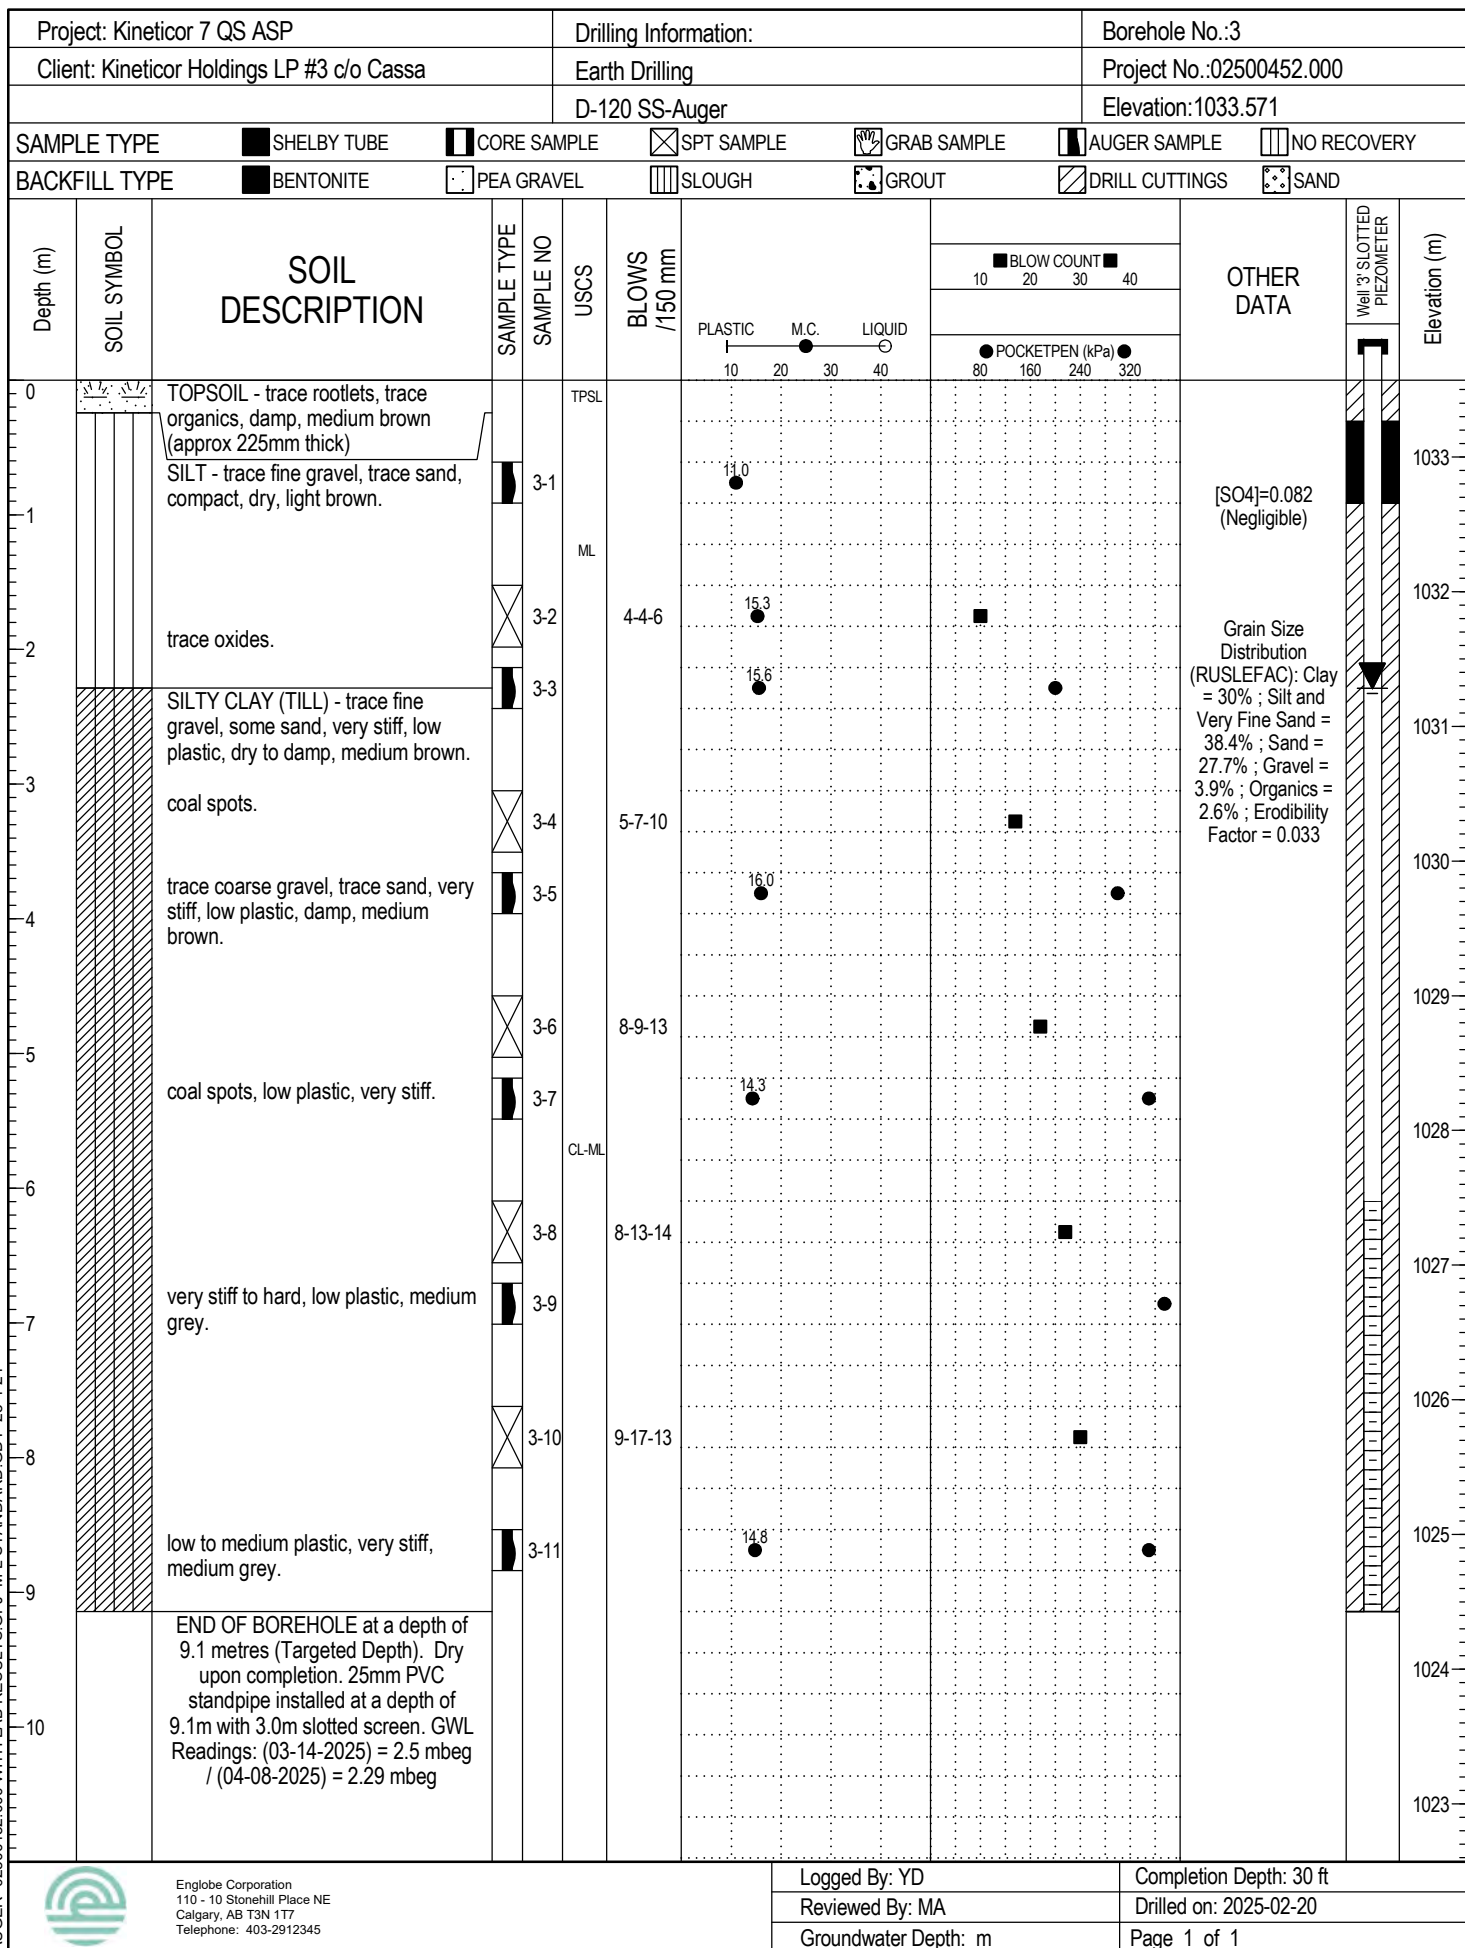 Project: Kineticor 7 QS ASP
Drilling Information:
Borehole No.:3
Client: Kineticor Holdings LP #3 c/o Cassa
Earth Drilling
Project No.:02500452.000
D-120 SS-Auger
Elevation:1033.571
SAMPLE TYPE SHELBY TUBE CORE SAMPLE SPT SAMPLE GRAB SAMPLE AUGER SAMPLE NO RECOVERY
BACKFILL TYPE BENTONITE PEA GRAVEL SLOUGH GROUT DRILL CUTTINGS SAND
Depth (m)
SOIL SYMBOL
SOIL
DESCRIPTION
SAMPLE TYPE
SAMPLE NO
USCS
BLOWS
/150 mm
PLASTIC M.C. LIQUID
10 20 30 40
BLOW COUNT
10 20 30 40
POCKETPEN (kPa)
80 160 240 320
OTHER
DATA
Well '3' SLOTTED
PIEZOMETER
Elevation (m)
0
TOPSOIL - trace rootlets, trace
organics, damp, medium brown
(approx 225mm thick)
TPSL
SILT - trace fine gravel, trace sand,
compact, dry, light brown.
3-1
11.0
[SO4]=0.082
(Negligible)
1033
1
ML
3-2
4-4-6
15.3
1032
trace oxides.
2
3-3
15.6
Grain Size
Distribution
(RUSLEFAC): Clay
= 30% ; Silt and
Very Fine Sand =
38.4% ; Sand =
27.7% ; Gravel =
3.9% ; Organics =
2.6% ; Erodibility
Factor = 0.033
SILTY CLAY (TILL) - trace fine
gravel, some sand, very stiff, low
plastic, dry to damp, medium brown.
1031
3
coal spots.
3-4
5-7-10
1030
trace coarse gravel, trace sand, very
stiff, low plastic, damp, medium
brown.
3-5
16.0
4
1029
3-6
8-9-13
5
coal spots, low plastic, very stiff.
3-7
14.3
1028
CL-ML
6
3-8
8-13-14
1027
very stiff to hard, low plastic, medium
grey.
3-9
7
1026
3-10
9-17-13
8
1025
low to medium plastic, very stiff,
medium grey.
3-11
14.8
9
END OF BOREHOLE at a depth of
9.1 metres (Targeted Depth). Dry
upon completion. 25mm PVC
standpipe installed at a depth of
9.1m with 3.0m slotted screen. GWL
Readings: (03-14-2025) = 2.5 mbeg
/ (04-08-2025) = 2.29 mbeg
1024
10
1023
Englobe Corporation
110 - 10 Stonehill Place NE
Calgary, AB T3N 1T7
Telephone: 403-2912345
Logged By: YD
Completion Depth: 30 ft
Reviewed By: MA
Drilled on: 2025-02-20
Groundwater Depth: m
Page 1 of 1